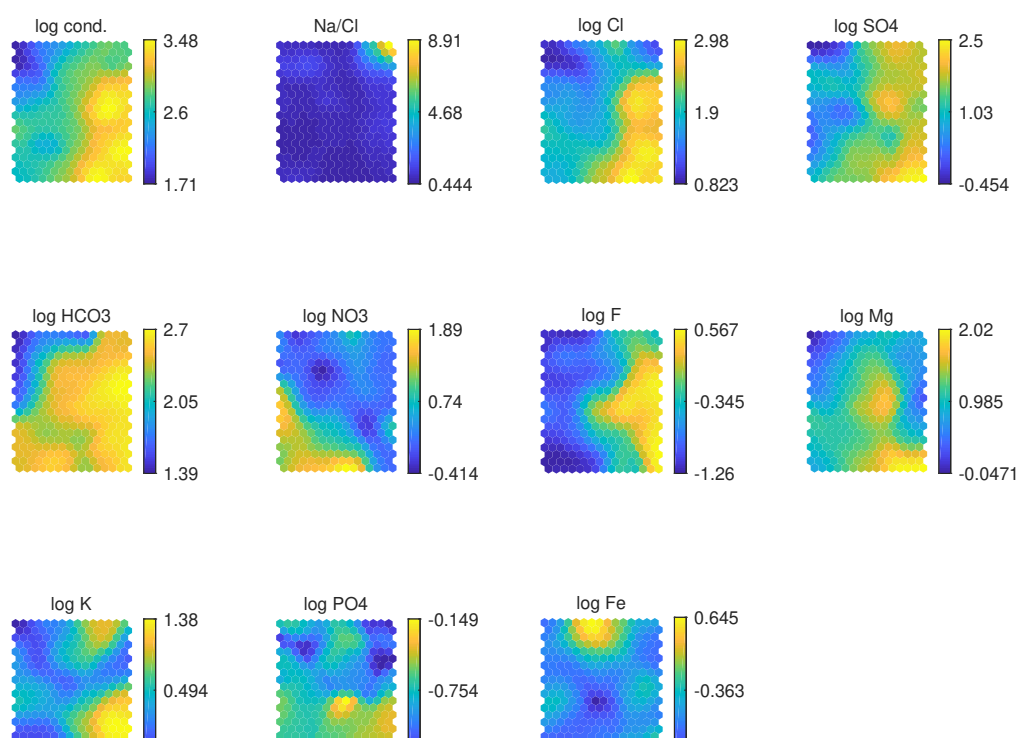 log cond.
3.48
2.6
1.71
Na/Cl
8.91
4.68
0.444
log Cl
2.98
1.9
0.823
log SO4
2.5
1.03
-0.454
log HCO3
2.7
2.05
1.39
log NO3
1.89
0.74
-0.414
log F
0.567
-0.345
-1.26
log Mg
2.02
0.985
-0.0471
log K
1.38
0.494
log PO4
-0.149
-0.754
log Fe
0.645
-0.363